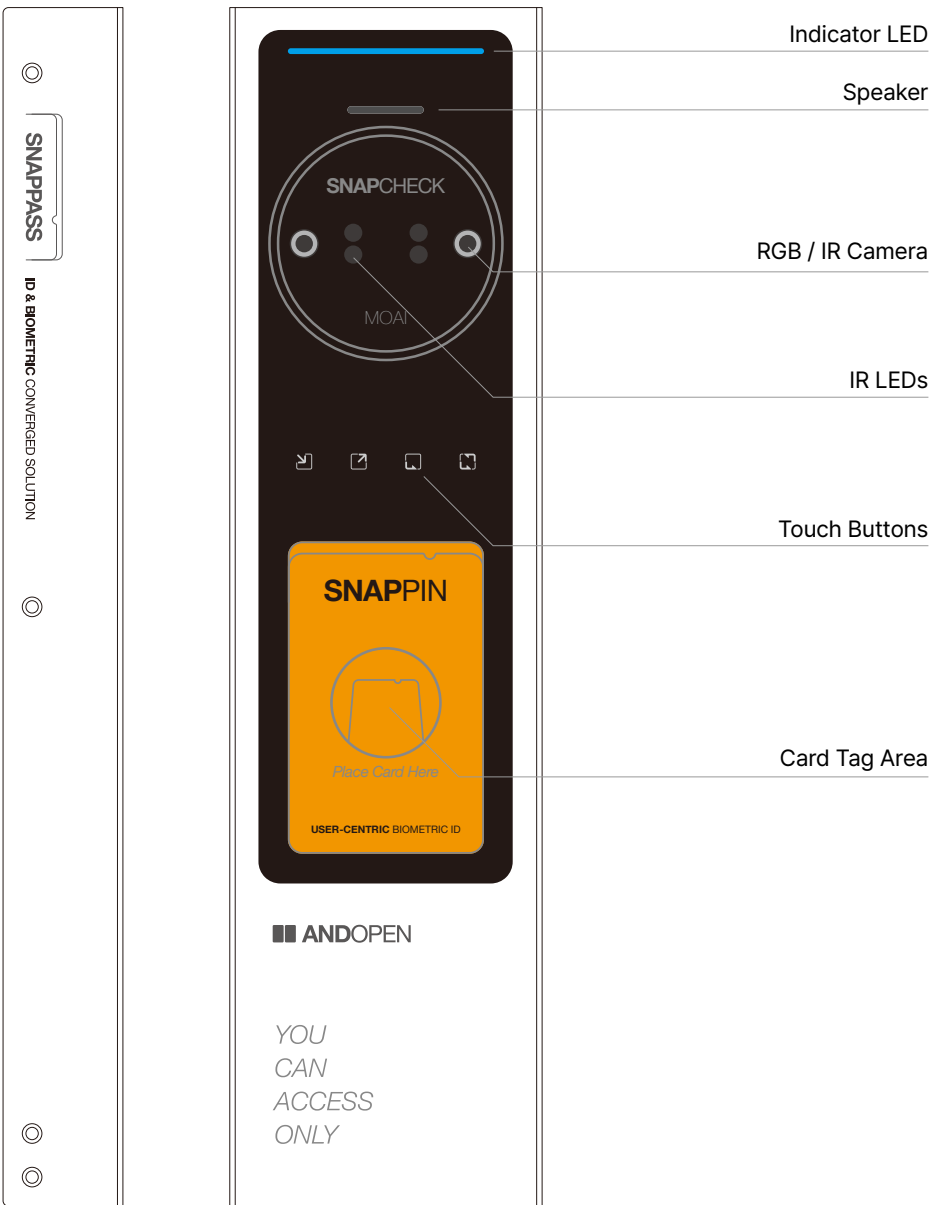 SNAPPASS
ID & BIOMETRIC CONVERGED SOLUTION
Indicator LED
Speaker
SNAPCHECK
RGB / IR Camera
MOAI
IR LEDs
Touch Buttons
SNAPPIN
Place Card Here
Card Tag Area
USER-CENTRIC BIOMETRIC ID
ANDOPEN
YOU
CAN
ACCESS
ONLY